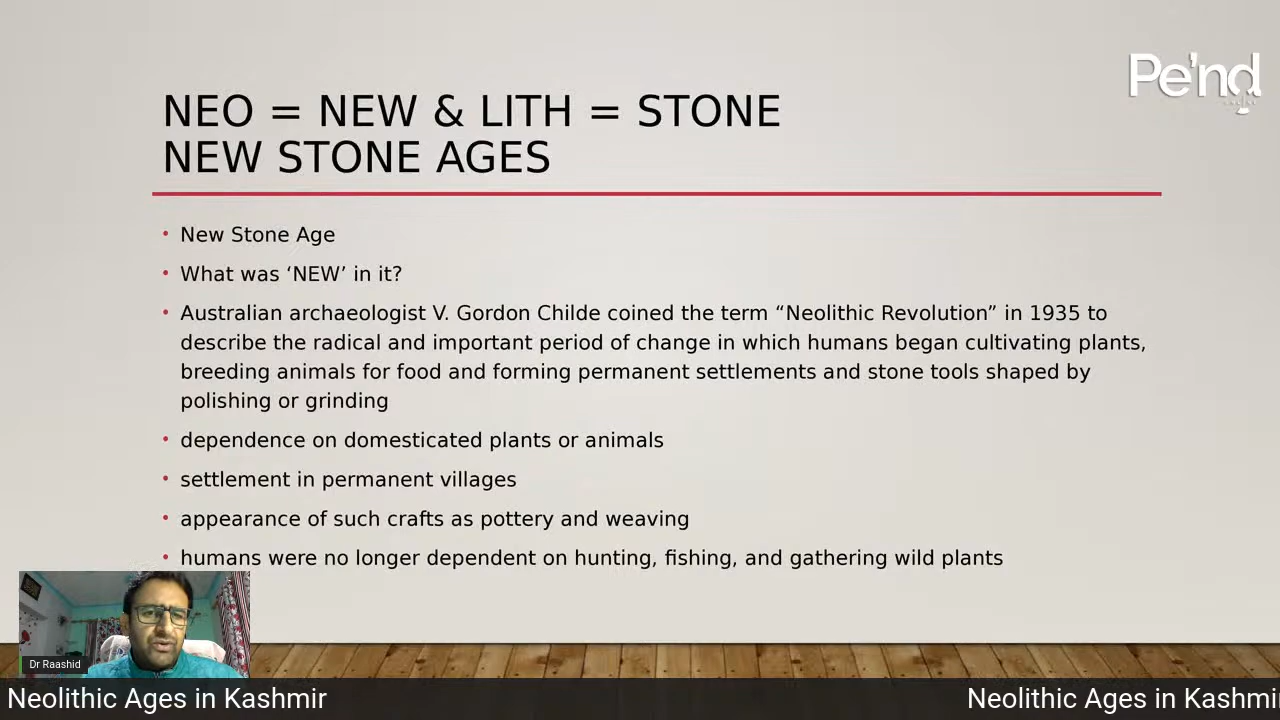 Pe'nd
NEO = NEW & LITH = STONE
NEW STONE AGES
• New Stone Age
• What was ‘NEW’ in it?
• Australian archaeologist V. Gordon Childe coined the term “Neolithic Revolution” in 1935 to
describe the radical and important period of change in which humans began cultivating plants,
breeding animals for food and forming permanent settlements and stone tools shaped by
polishing or grinding
• dependence on domesticated plants or animals
• settlement in permanent villages
• appearance of such crafts as pottery and weaving
• humans were no longer dependent on hunting, fishing, and gathering wild plants
Dr Raashid
Neolithic Ages in Kashmir
Neolithic Ages in Kashmir